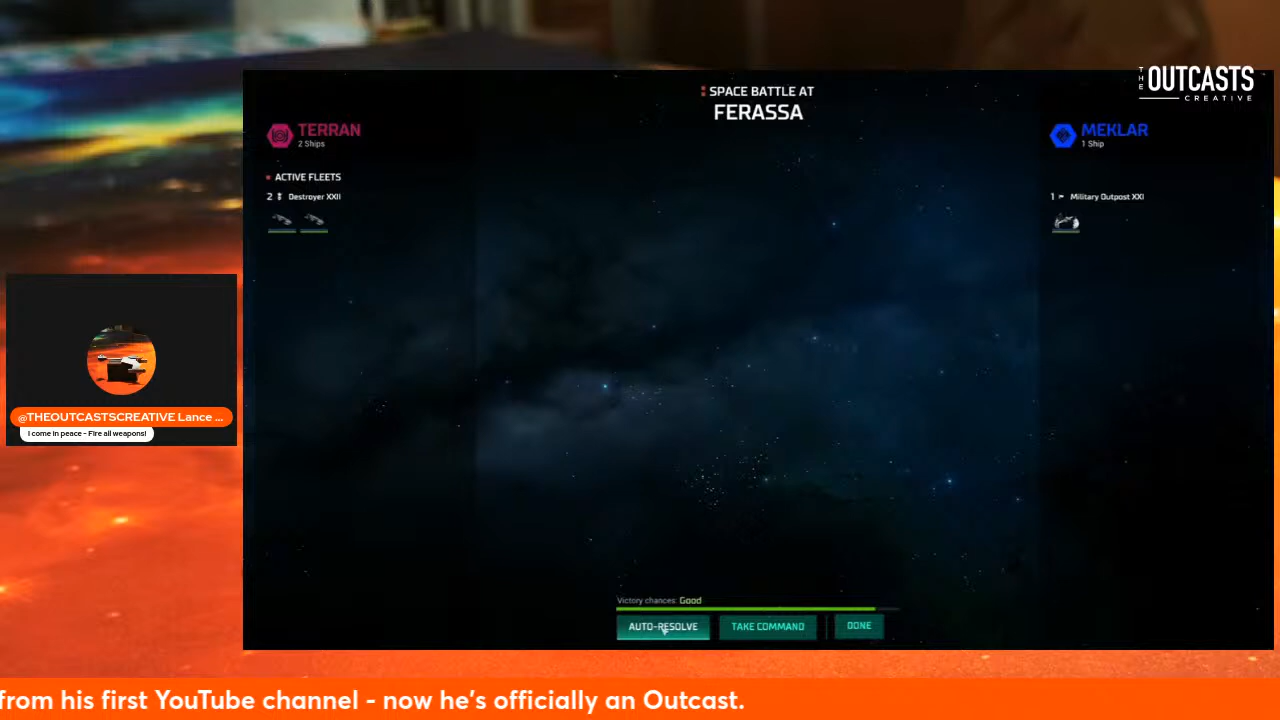 THE OUTCASTS
CREATIVE
SPACE BATTLE AT
FERASSA
TERRAN
2 Ships
ACTIVE FLEETS
2 Destroyer XXII
MEKLAR
1 Ship
1 Military Outpost XXI
@THEOUTCASTSCREATIVE Lance ...
I come in peace - Fire all weapons!
Victory chances: Good
AUTO-RESOLVE
TAKE COMMAND
DONE
from his first YouTube channel - now he's officially an Outcast.